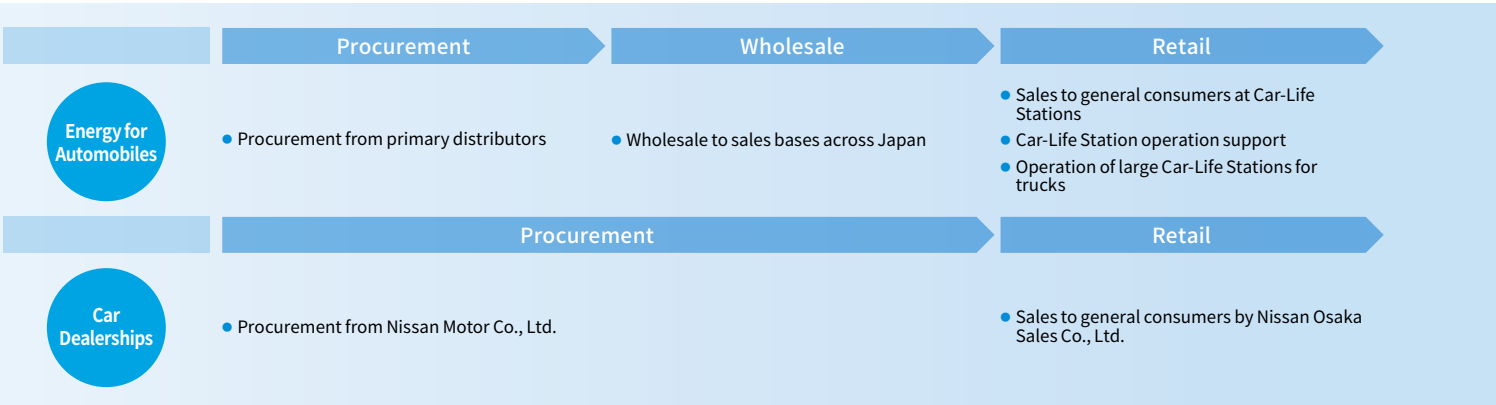 Procurement
Wholesale
Retail
Energy for
Automobiles
● Procurement from primary distributors
● Wholesale to sales bases across Japan
● Sales to general consumers at Car-Life
Stations
● Car-Life Station operation support
● Operation of large Car-Life Stations for
trucks
Procurement
Retail
Car
Dealerships
● Procurement from Nissan Motor Co., Ltd.
● Sales to general consumers by Nissan Osaka
Sales Co., Ltd.